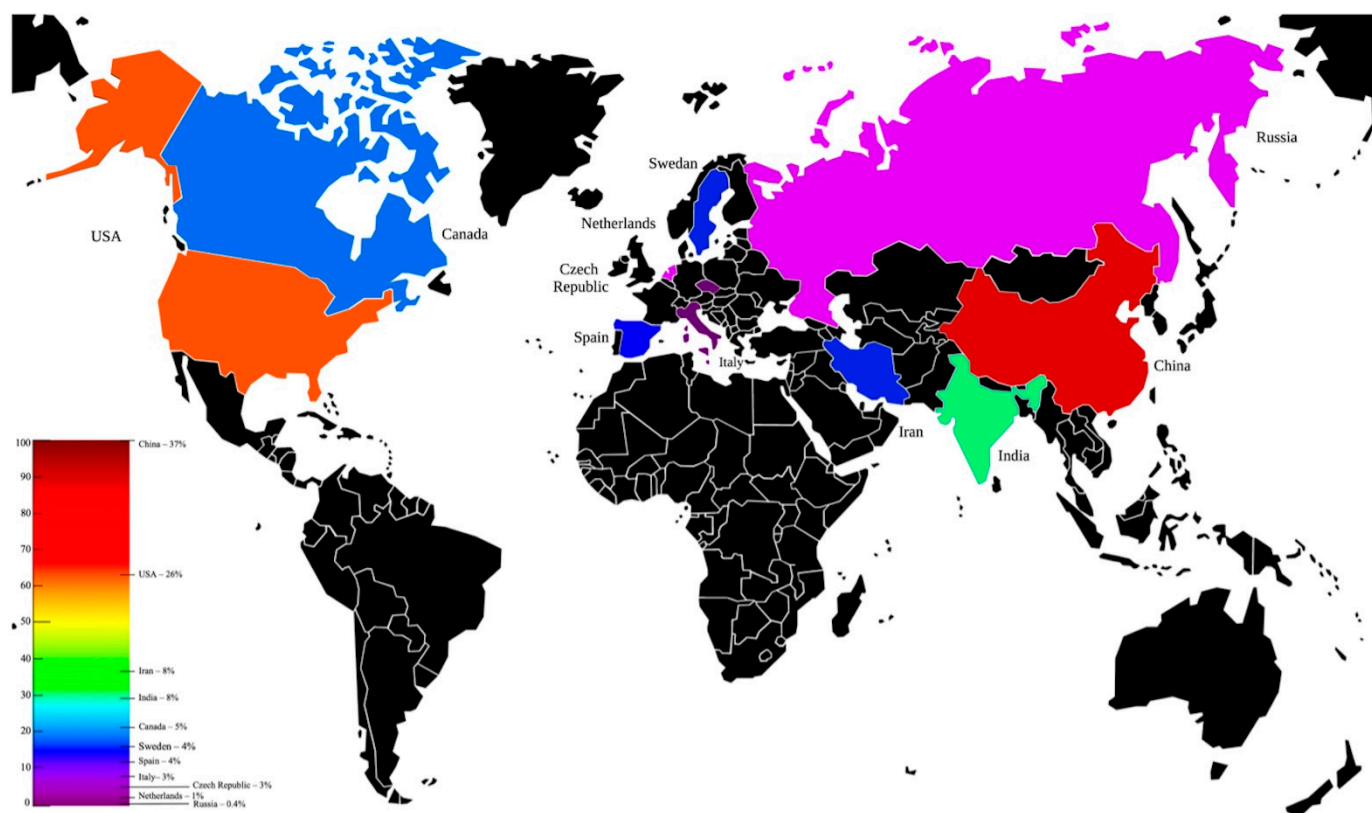 Swedan
Russia
Netherlands
USA
Canada
Czech
Republic
Spain
Italy
China
Iran
India
100
90
80
70
60
50
40
30
20
10
0
China – 37%
USA – 26%
Iran – 8%
India – 8%
Canada – 5%
Sweden – 4%
Spain – 4%
Italy– 3%
Czech Republic – 3%
Netherlands – 1%
Russia – 0.4%